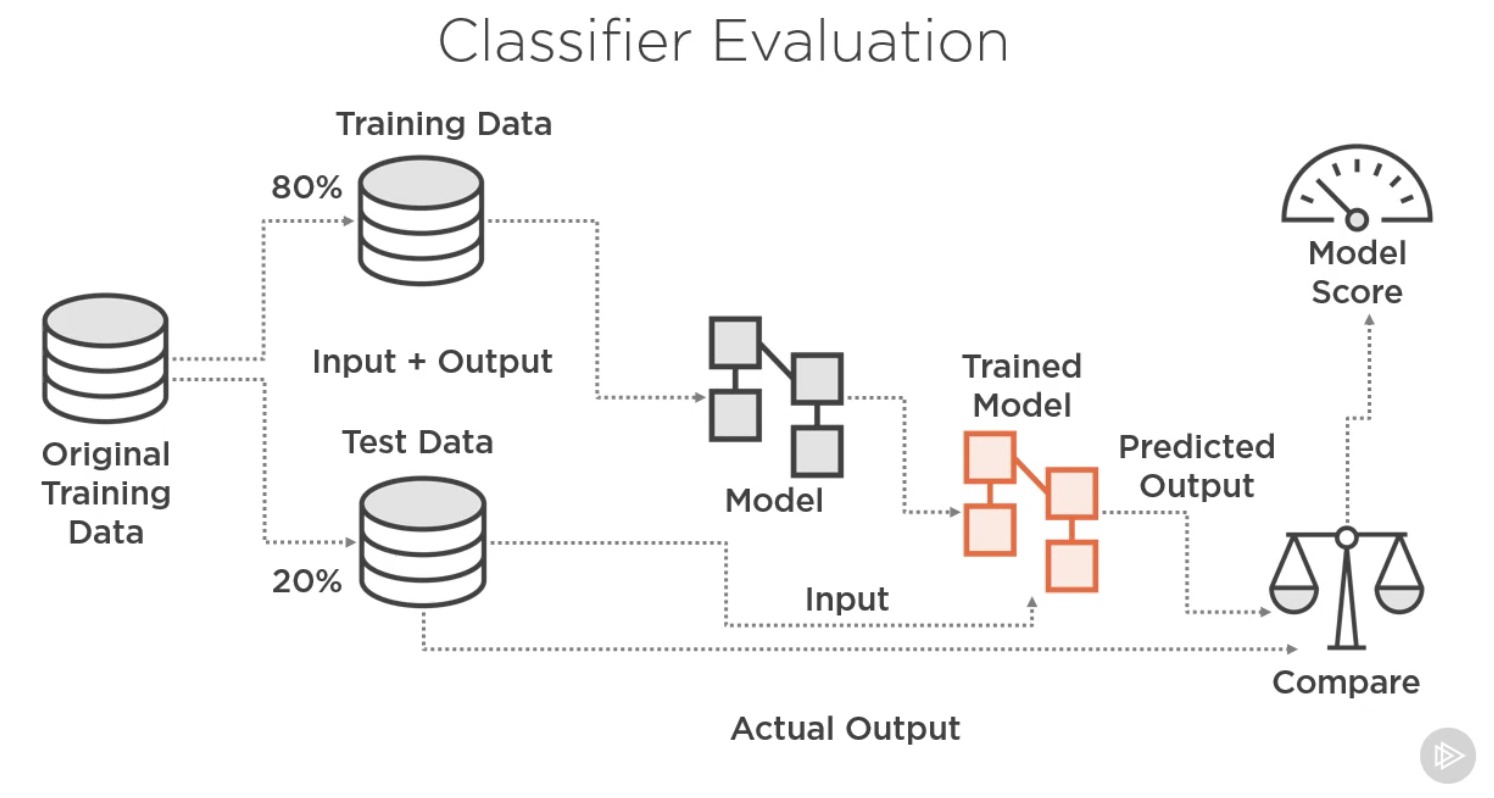 Classifier Evaluation
Training Data
80%
Input + Output
Original
Training
Data
Test Data
20%
Model
Trained
Model
Input
Predicted
Output
Model
Score
Compare
Actual Output